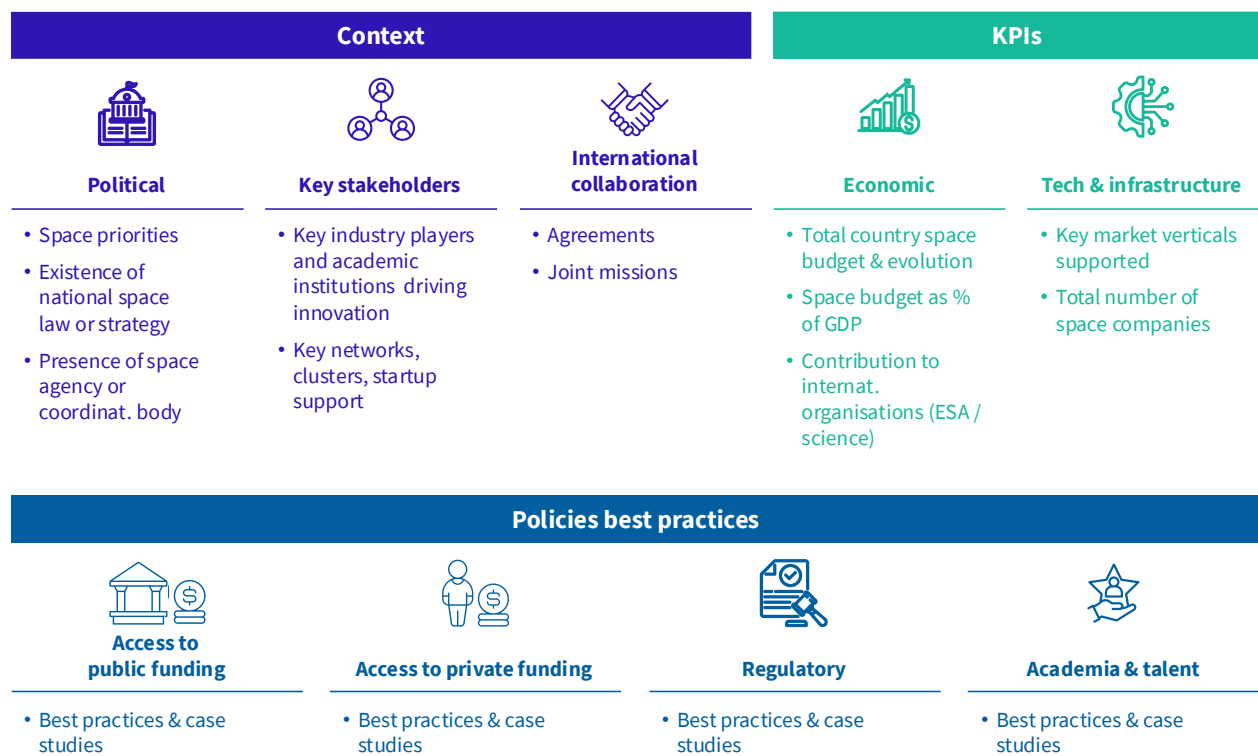 Context
Political
• Space priorities
• Existence of
national space
law or strategy
• Presence of space
agency or
coordinat. body
Key stakeholders
• Key industry players
and academic
institutions driving
innovation
• Key networks,
clusters, startup
support
International
collaboration
• Agreements
• Joint missions
KPIs
Economic
• Total country space
budget & evolution
• Space budget as %
of GDP
• Contribution to
internat.
organisations (ESA /
science)
Tech & infrastructure
• Key market verticals
supported
• Total number of
space companies
Policies best practices
Access to
public funding
• Best practices & case
studies
Access to private funding
• Best practices & case
studies
Regulatory
• Best practices & case
studies
Academia & talent
• Best practices & case
studies